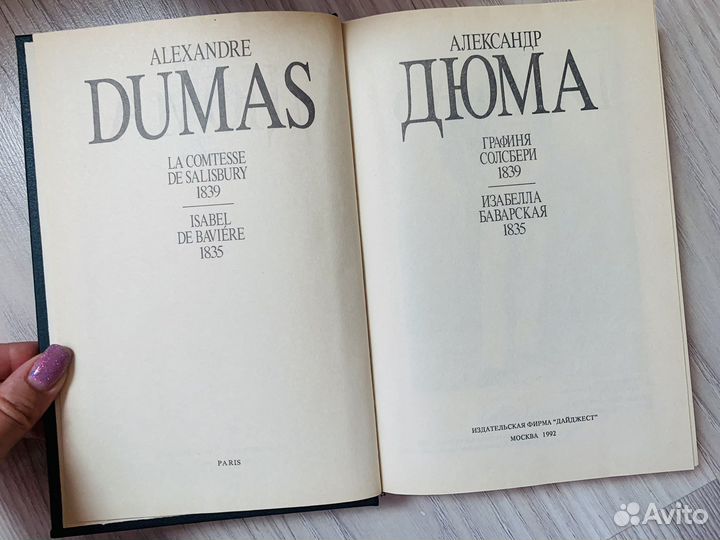 ALEXANDRE
DUMAS
LA COMTESSE
DE SALISBURY
1839
ISABEL
DE BAVIÉRE
1835
PARIS
АЛЕКСАНДР
ДЮМА
ГРАФИНЯ
СОЛСБЕРИ
1839
ИЗАБЕЛЛА
БАВАРСКАЯ
1835
ИЗДАТЕЛЬСКАЯ ФИРМА "ДАЙДЖЕСТ"
МОСКВА 1992
Avito